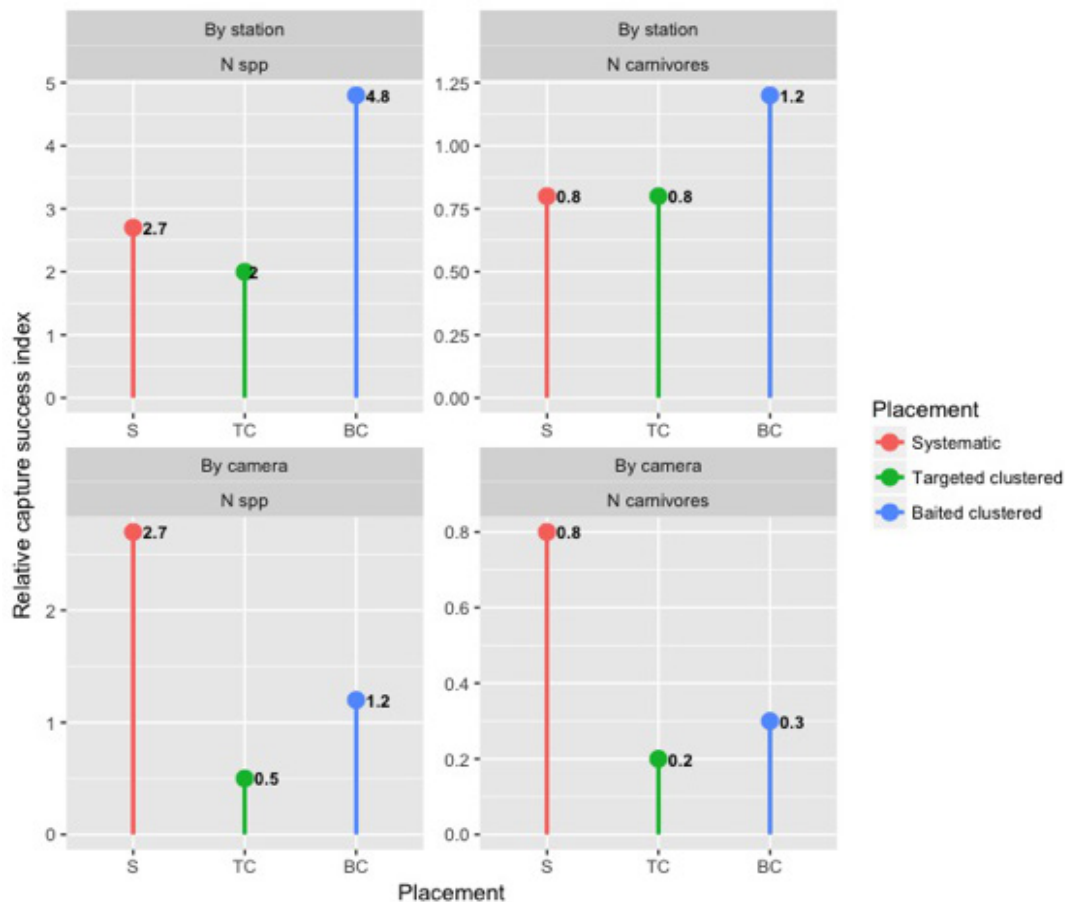 By station
N spp
5
4
3
2
1
0
4.8
2.7
2
S
TC
BC
By station
N carnivores
1.25
1.00
0.75
0.50
0.25
0.00
1.2
0.8
0.8
S
TC
BC
Relative capture success index
By camera
N spp
2
1
0
2.7
0.5
1.2
S
TC
BC
By camera
N carnivores
0.8
0.6
0.4
0.2
0.0
0.8
0.2
0.3
S
TC
BC
Placement
Placement
Systematic
Targeted clustered
Baited clustered